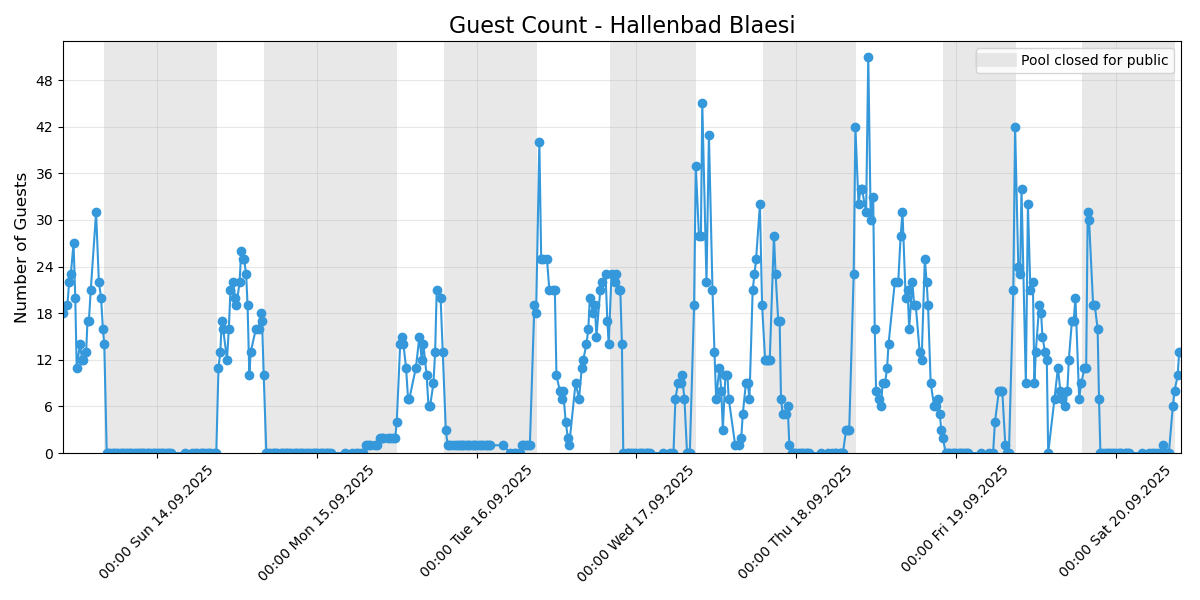 Guest Count - Hallenbad Blaesi
Pool closed for public
Number of Guests
48
42
36
30
24
18
12
6
0
00:00 Sun 14.09.2025
00:00 Mon 15.09.2025
00:00 Tue 16.09.2025
00:00 Wed 17.09.2025
00:00 Thu 18.09.2025
00:00 Fri 19.09.2025
00:00 Sat 20.09.2025